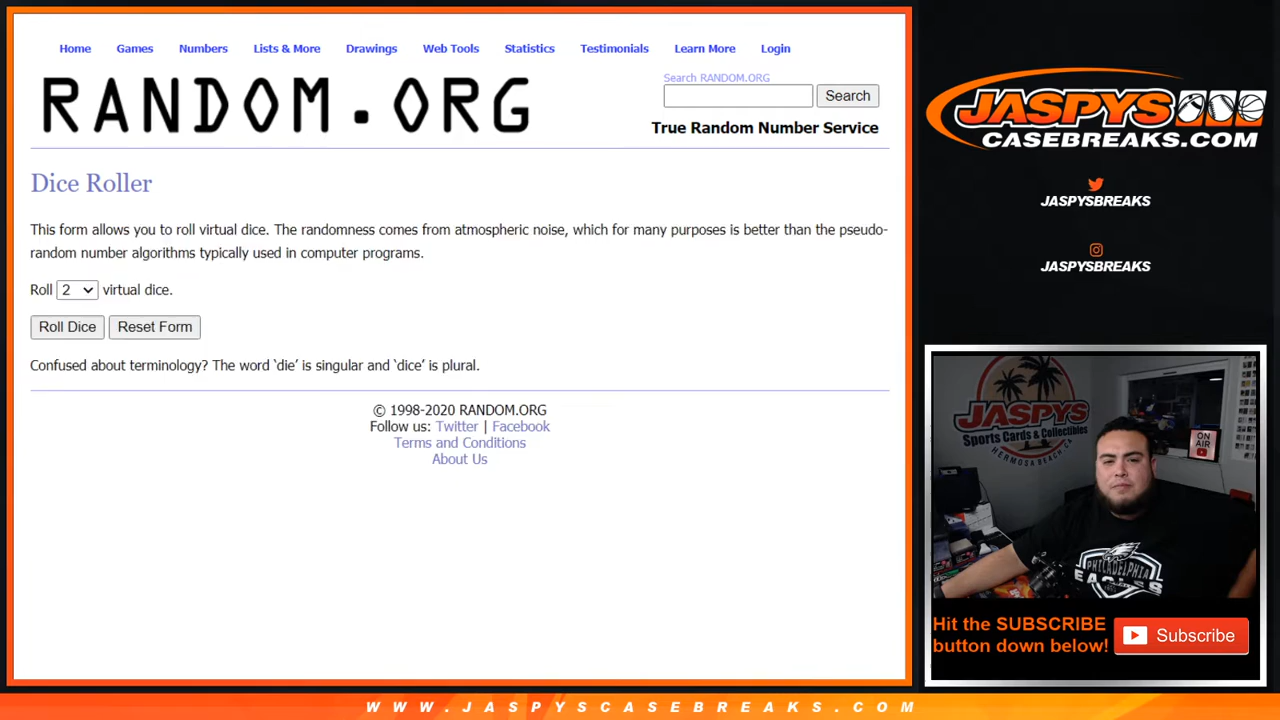 Home Games Numbers Lists & More Drawings Web Tools Statistics Testimonials Learn More Login
RANDOM.ORG
Search RANDOM.ORG
Search
True Random Number Service
Dice Roller
This form allows you to roll virtual dice. The randomness comes from atmospheric noise, which for many purposes is better than the pseudo-
random number algorithms typically used in computer programs.
Roll 2 virtual dice.
Roll Dice Reset Form
Confused about terminology? The word ‘die’ is singular and ‘dice’ is plural.
© 1998-2020 RANDOM.ORG
Follow us: Twitter | Facebook
Terms and Conditions
About Us
JASPYS
CASEBREAKS.COM
JASPYSBREAKS
JASPYSBREAKS
JASPYS
Sports Cards & Collectibles
HERMOSA BEACH, CA
ON
AIR
PHILADELPHIA
EAGLES
Hit the SUBSCRIBE
button down below!
Subscribe
WWW.JASPYSCASEBREAKS.COM